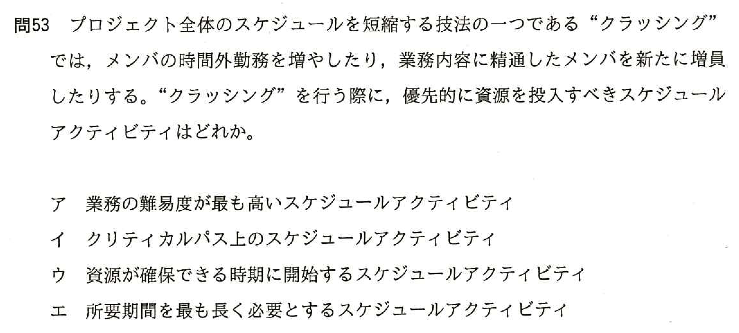 問53 プロジェクト全体のスケジュールを短縮する技法の一つである“クラッシング”
では，メンバの時間外勤務を増やしたり，業務内容に精通したメンバを新たに増員
したりする。“クラッシング”を行う際に，優先的に資源を投入すべきスケジュール
アクティビティはどれか。
ア 業務の難易度が最も高いスケジュールアクティビティ
イ クリティカルパス上のスケジュールアクティビティ
ウ 資源が確保できる時期に開始するスケジュールアクティビティ
エ 所要期間を最も長く必要とするスケジュールアクティビティ